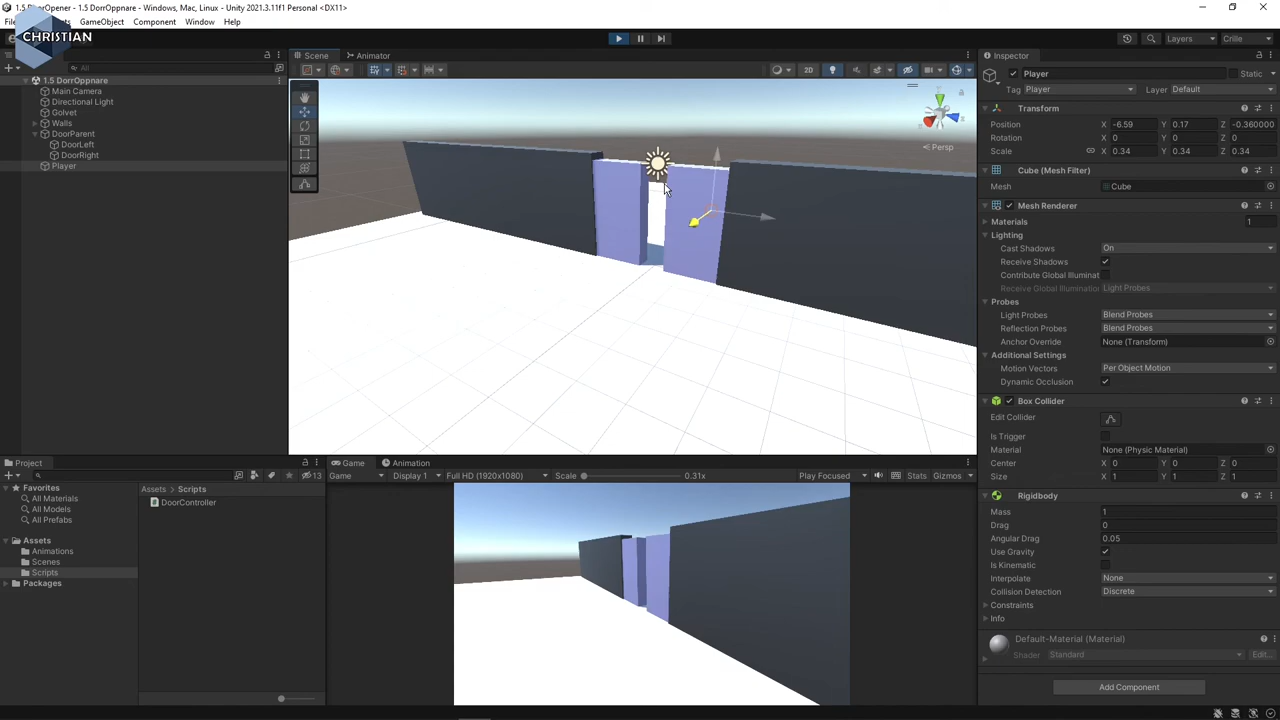 1.5 DorrOpener - 1.5 DorrOppnare - Windows, Mac, Linux - Unity 2021.3.11f1 Personal <DX11>
CHRISTIAN
GameObject Component Window Help
Layers Crille
Scene Animator
All
2D
1.5 DorrOppnare
Main Camera
Directional Light
Golvet
Walls
DoorParent
DoorLeft
DoorRight
Player
Persp
Inspector
Player Static
Tag Player Layer Default
Transform
Position X -6.59 Y 0.17 Z -0.360000
Rotation X 0 Y 0 Z 0
Scale X 0.34 Y 0.34 Z 0.34
Cube (Mesh Filter)
Mesh Cube
Mesh Renderer
Materials 1
Lighting
Cast Shadows On
Receive Shadows
Contribute Global Illuminat
Receive Global Illumination Light Probes
Probes
Light Probes Blend Probes
Reflection Probes Blend Probes
Anchor Override None (Transform)
Additional Settings
Motion Vectors Per Object Motion
Dynamic Occlusion
Box Collider
Edit Collider
Is Trigger
Material None (Physic Material)
Center X 0 Y 0 Z 0
Size X 1 Y 1 Z 1
Rigidbody
Mass 1
Drag 0
Angular Drag 0.05
Use Gravity
Is Kinematic
Interpolate None
Collision Detection Discrete
Constraints
Info
Default-Material (Material)
Shader Standard Edit...
Add Component
Project
13
Favorites
All Materials
All Models
All Prefabs
Assets
Animations
Scenes
Scripts
Packages
Assets > Scripts
DoorController
Game Animation
Game Display 1 Full HD (1920x1080) Scale 0.31x Play Focused Stats Gizmos